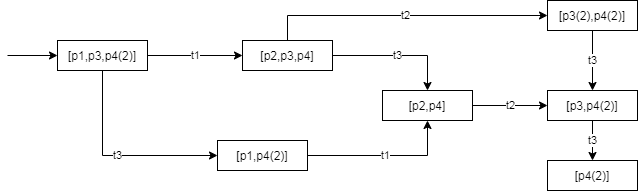 t2
[p3(2),p4(2)]
[p1,p3,p4(2)]
t1
[p2,p3,p4]
t3
t3
[p2,p4]
t2
[p3,p4(2)]
t3
[p1,p4(2)]
t1
t3
[p4(2)]